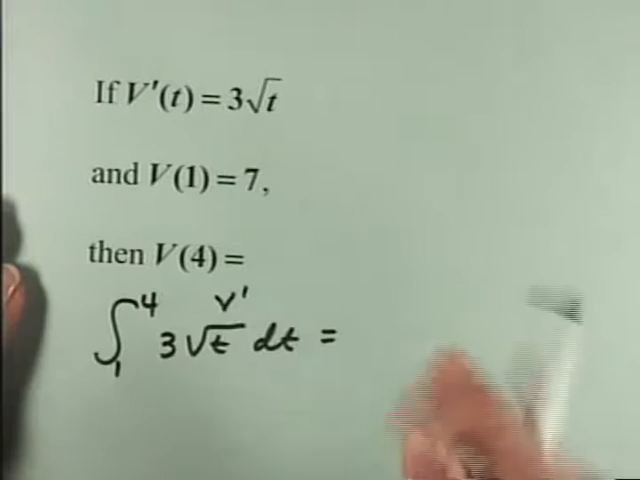 If V'(t) = 3√t
and V(1) = 7,
then V(4) =
V'
∫₁⁴ 3√t dt =